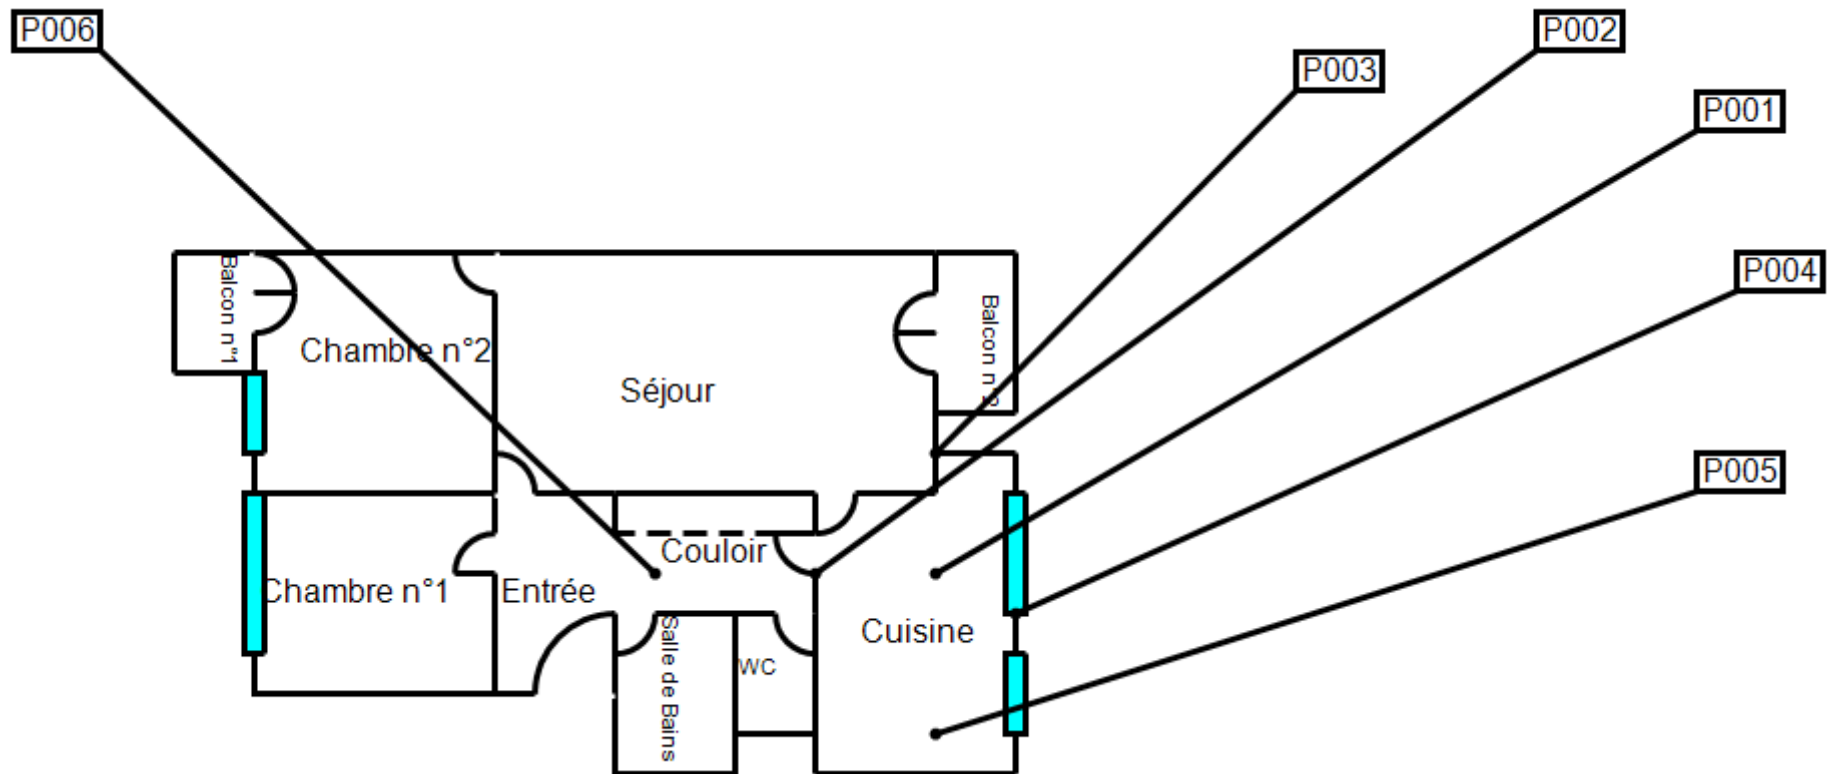 P006
P002
P003
P001
P004
P005
Balcon n°1
Chambre n°2
Séjour
Balcon n°2
Chambre n°1
Entrée
Couloir
Cuisine
Salle de Bains
WC